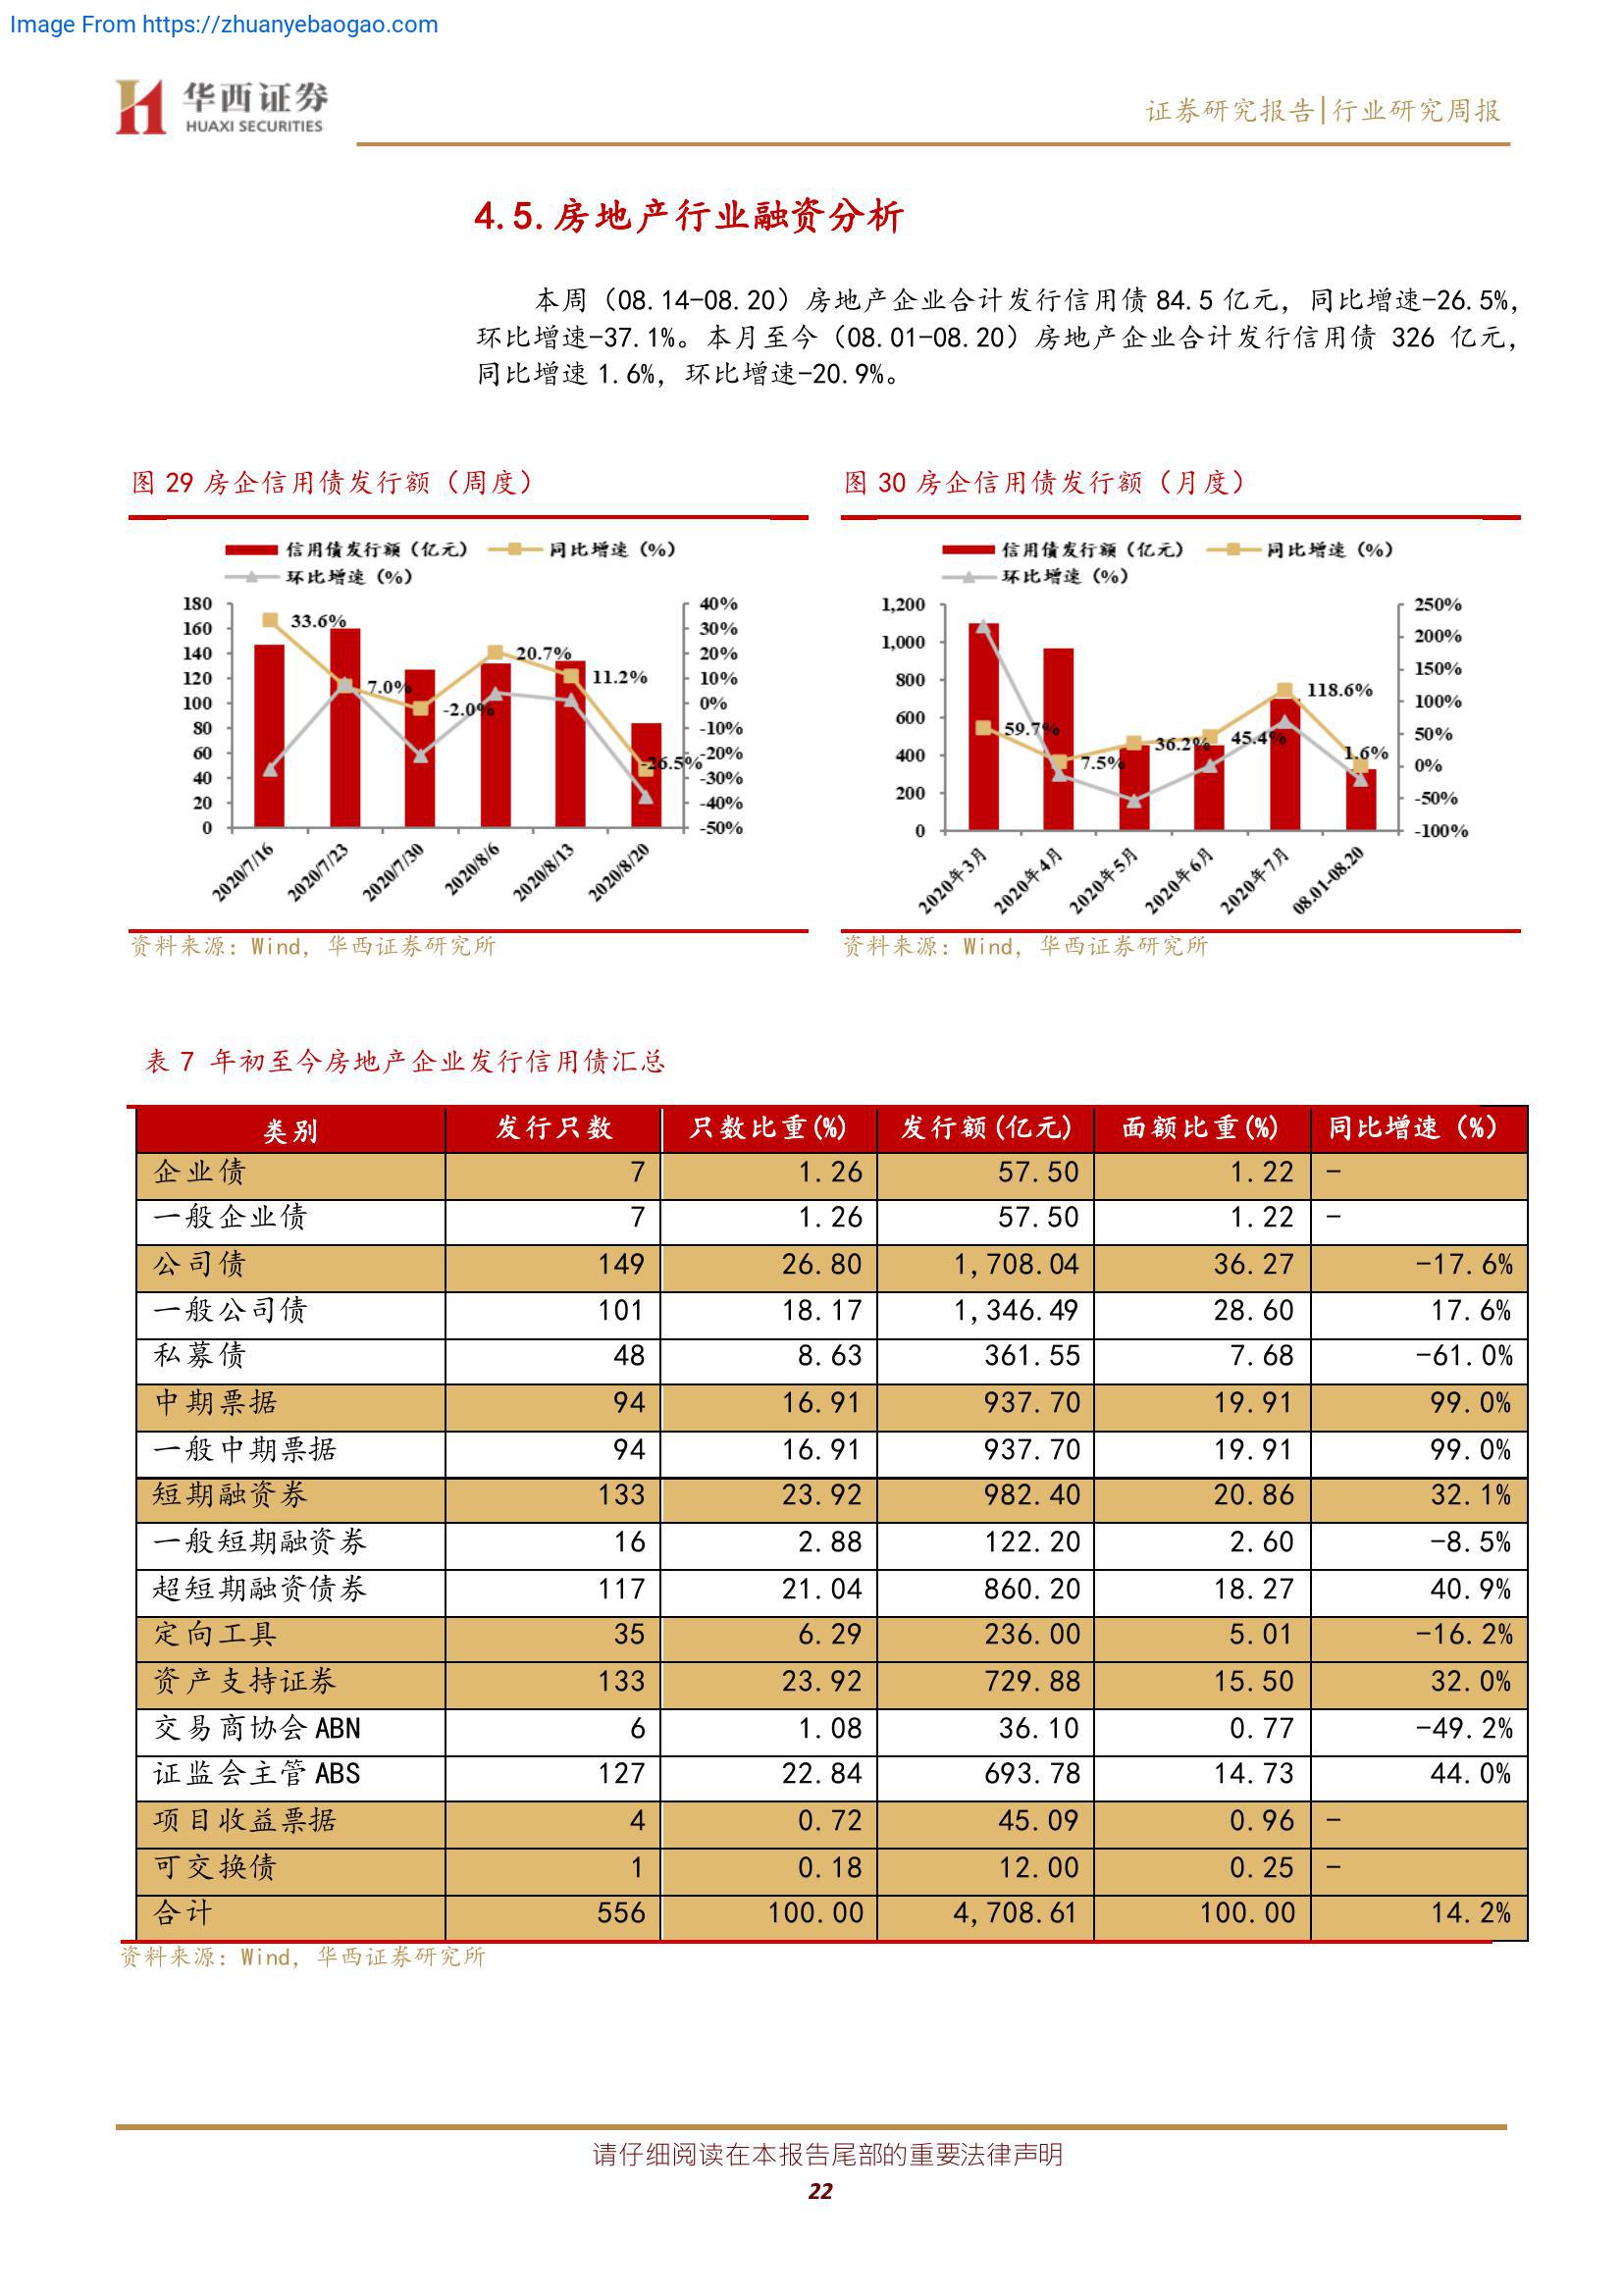 Image From https://zhuanyebaogao.com
华西证券
HUAXI SECURITIES
证券研究报告|行业研究周报
4.5.房地产行业融资分析
本周（08.14-08.20）房地产企业合计发行信用债 84.5 亿元，同比增速-26.5%，
环比增速-37.1%。本月至今（08.01-08.20）房地产企业合计发行信用债 326 亿元，
同比增速 1.6%，环比增速-20.9%。
图 29 房企信用债发行额（周度）
信用债发行额（亿元） 同比增速（%）
环比增速（%）
180
160
140
120
100
80
60
40
20
0
40%
30%
20%
10%
0%
-10%
-20%
-30%
-40%
-50%
33.6%
7.0%
-2.0%
20.7%
11.2%
-26.5%
2020/7/16
2020/7/23
2020/7/30
2020/8/6
2020/8/13
2020/8/20
资料来源：Wind，华西证券研究所
图 30 房企信用债发行额（月度）
信用债发行额（亿元） 同比增速（%）
环比增速（%）
1,200
1,000
800
600
400
200
0
250%
200%
150%
100%
50%
0%
-50%
-100%
59.7%
7.5%
36.2%
45.4%
118.6%
1.6%
2020年3月
2020年4月
2020年5月
2020年6月
2020年7月
08.01-08.20
资料来源：Wind，华西证券研究所
表 7 年初至今房地产企业发行信用债汇总
类别 发行只数 只数比重(%) 发行额(亿元) 面额比重(%) 同比增速（%）
企业债 7 1.26 57.50 1.22 -
一般企业债 7 1.26 57.50 1.22 -
公司债 149 26.80 1,708.04 36.27 -17.6%
一般公司债 101 18.17 1,346.49 28.60 17.6%
私募债 48 8.63 361.55 7.68 -61.0%
中期票据 94 16.91 937.70 19.91 99.0%
一般中期票据 94 16.91 937.70 19.91 99.0%
短期融资券 133 23.92 982.40 20.86 32.1%
一般短期融资券 16 2.88 122.20 2.60 -8.5%
超短期融资债券 117 21.04 860.20 18.27 40.9%
定向工具 35 6.29 236.00 5.01 -16.2%
资产支持证券 133 23.92 729.88 15.50 32.0%
交易商协会 ABN 6 1.08 36.10 0.77 -49.2%
证监会主管 ABS 127 22.84 693.78 14.73 44.0%
项目收益票据 4 0.72 45.09 0.96 -
可交换债 1 0.18 12.00 0.25 -
合计 556 100.00 4,708.61 100.00 14.2%
资料来源：Wind，华西证券研究所
请仔细阅读在本报告尾部的重要法律声明
22